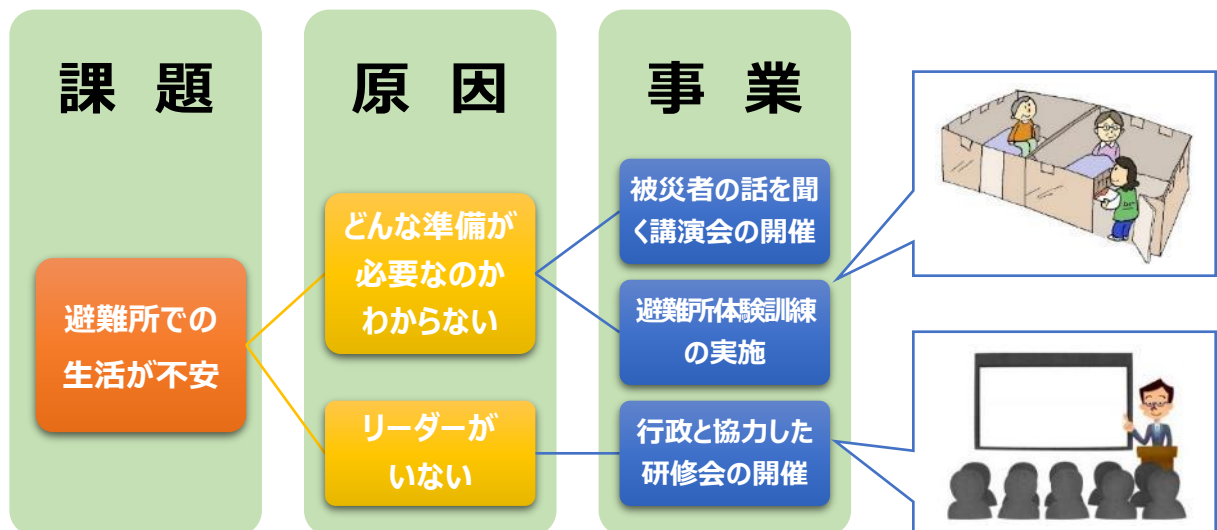 課 題
避難所での
生活が不安
原 因
どんな準備が
必要なのか
わからない
リーダーが
いない
事 業
被災者の話を聞
く講演会の開催
避難所体験訓練
の実施
行政と協力した
研修会の開催